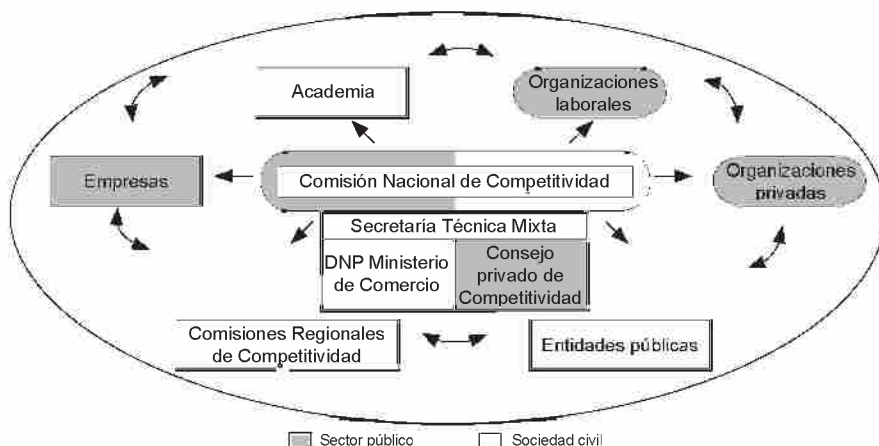 Academia
Organizaciones
laborales
Empresas
Comisión Nacional de Competitividad
Organizaciones
privadas
Secretaría Técnica Mixta
DNP Ministerio
de Comercio
Consejo
privado de
Competitividad
Comisiones Regionales
de Competitividad
Entidades públicas
Sector público
Sociedad civil